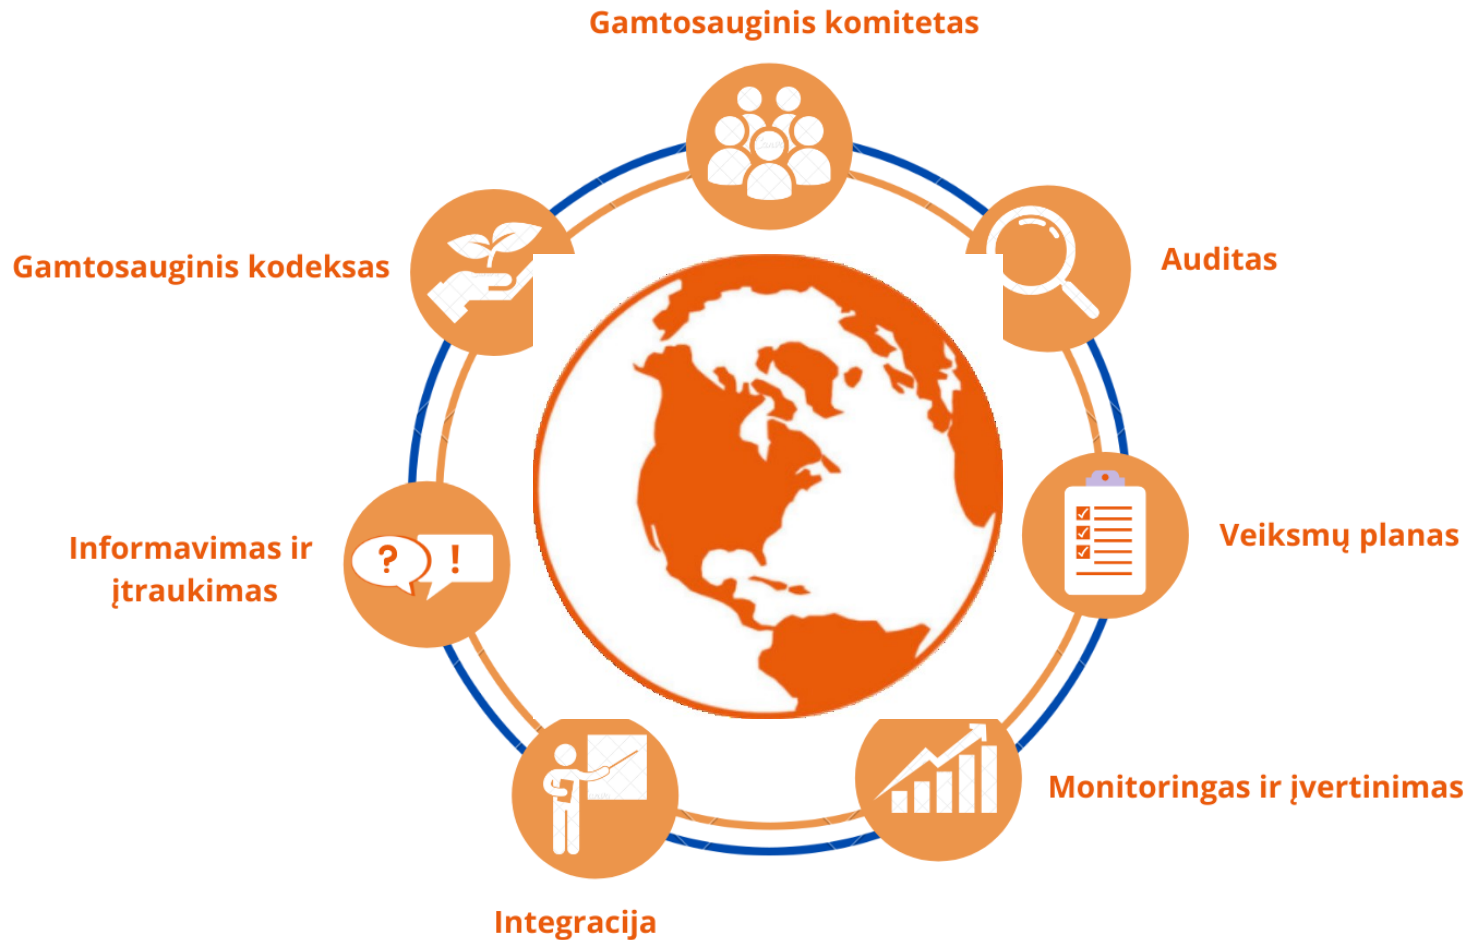 Gamtosauginis komitetas
Auditas
Veiksmų planas
Monitoringas ir įvertinimas
Integracija
Informavimas ir
įtraukimas
Gamtosauginis kodeksas
?
!